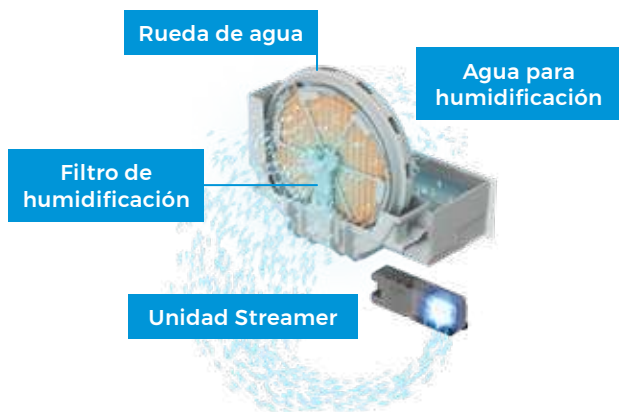 Rueda de agua
Agua para
humidificación
Filtro de
humidificación
Unidad Streamer